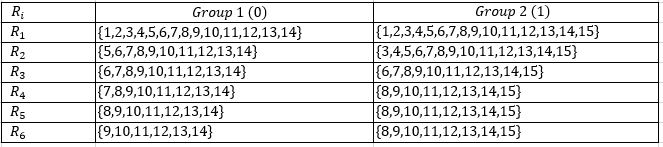 R_i Group 1 (0) Group 2 (1)
R_1 {1,2,3,4,5,6,7,8,9,10,11,12,13,14} {1,2,3,4,5,6,7,8,9,10,11,12,13,14,15}
R_2 {5,6,7,8,9,10,11,12,13,14} {3,4,5,6,7,8,9,10,11,12,13,14,15}
R_3 {6,7,8,9,10,11,12,13,14} {6,7,8,9,10,11,12,13,14,15}
R_4 {7,8,9,10,11,12,13,14} {8,9,10,11,12,13,14,15}
R_5 {8,9,10,11,12,13,14} {8,9,10,11,12,13,14,15}
R_6 {9,10,11,12,13,14} {8,9,10,11,12,13,14,15}